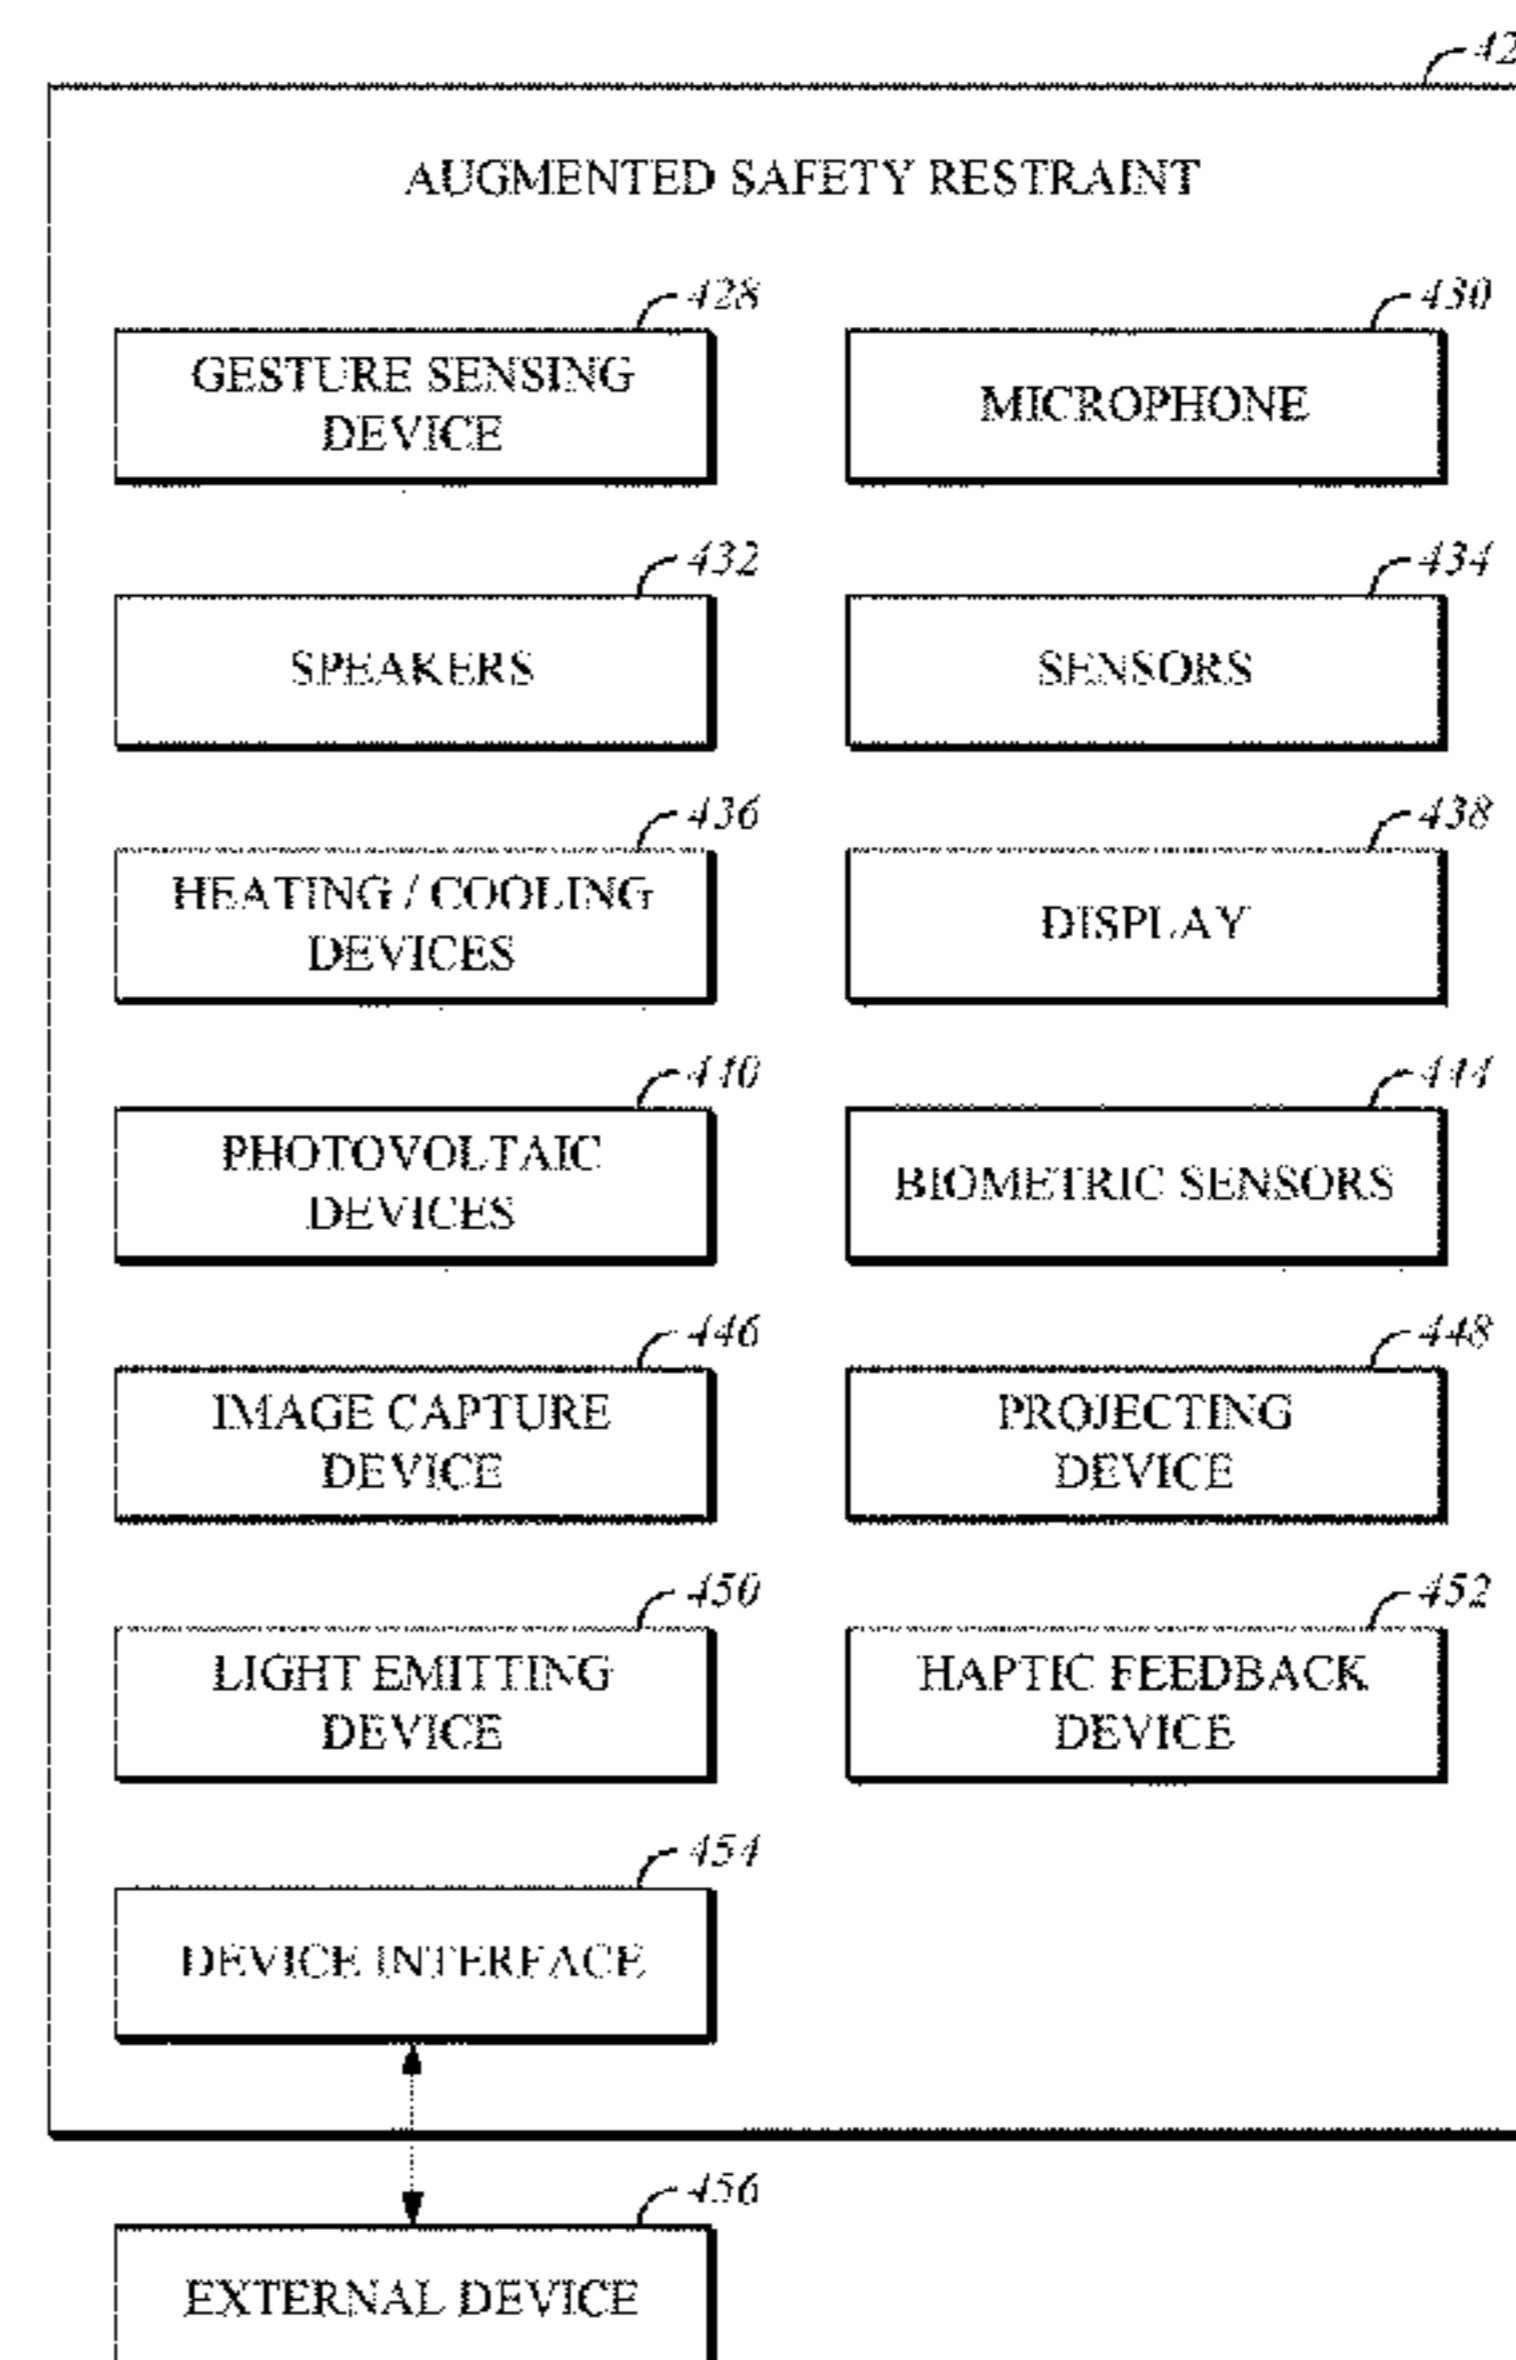 AUGMENTED SAFETY RESTRAINT
428
430
GESTURE SENSING
DEVICE
MICROPHONE
432
434
SPEAKERS
SENSORS
436
438
HEATING / COOLING
DEVICES
DISPLAY
440
444
PHOTOVOLTAIC
DEVICES
BIOMETRIC SENSORS
446
448
IMAGE CAPTURE
DEVICE
PROJECTING
DEVICE
450
452
LIGHT EMITTING
DEVICE
HAPTIC FEEDBACK
DEVICE
454
DEVICE INTERFACE
456
EXTERNAL DEVICE